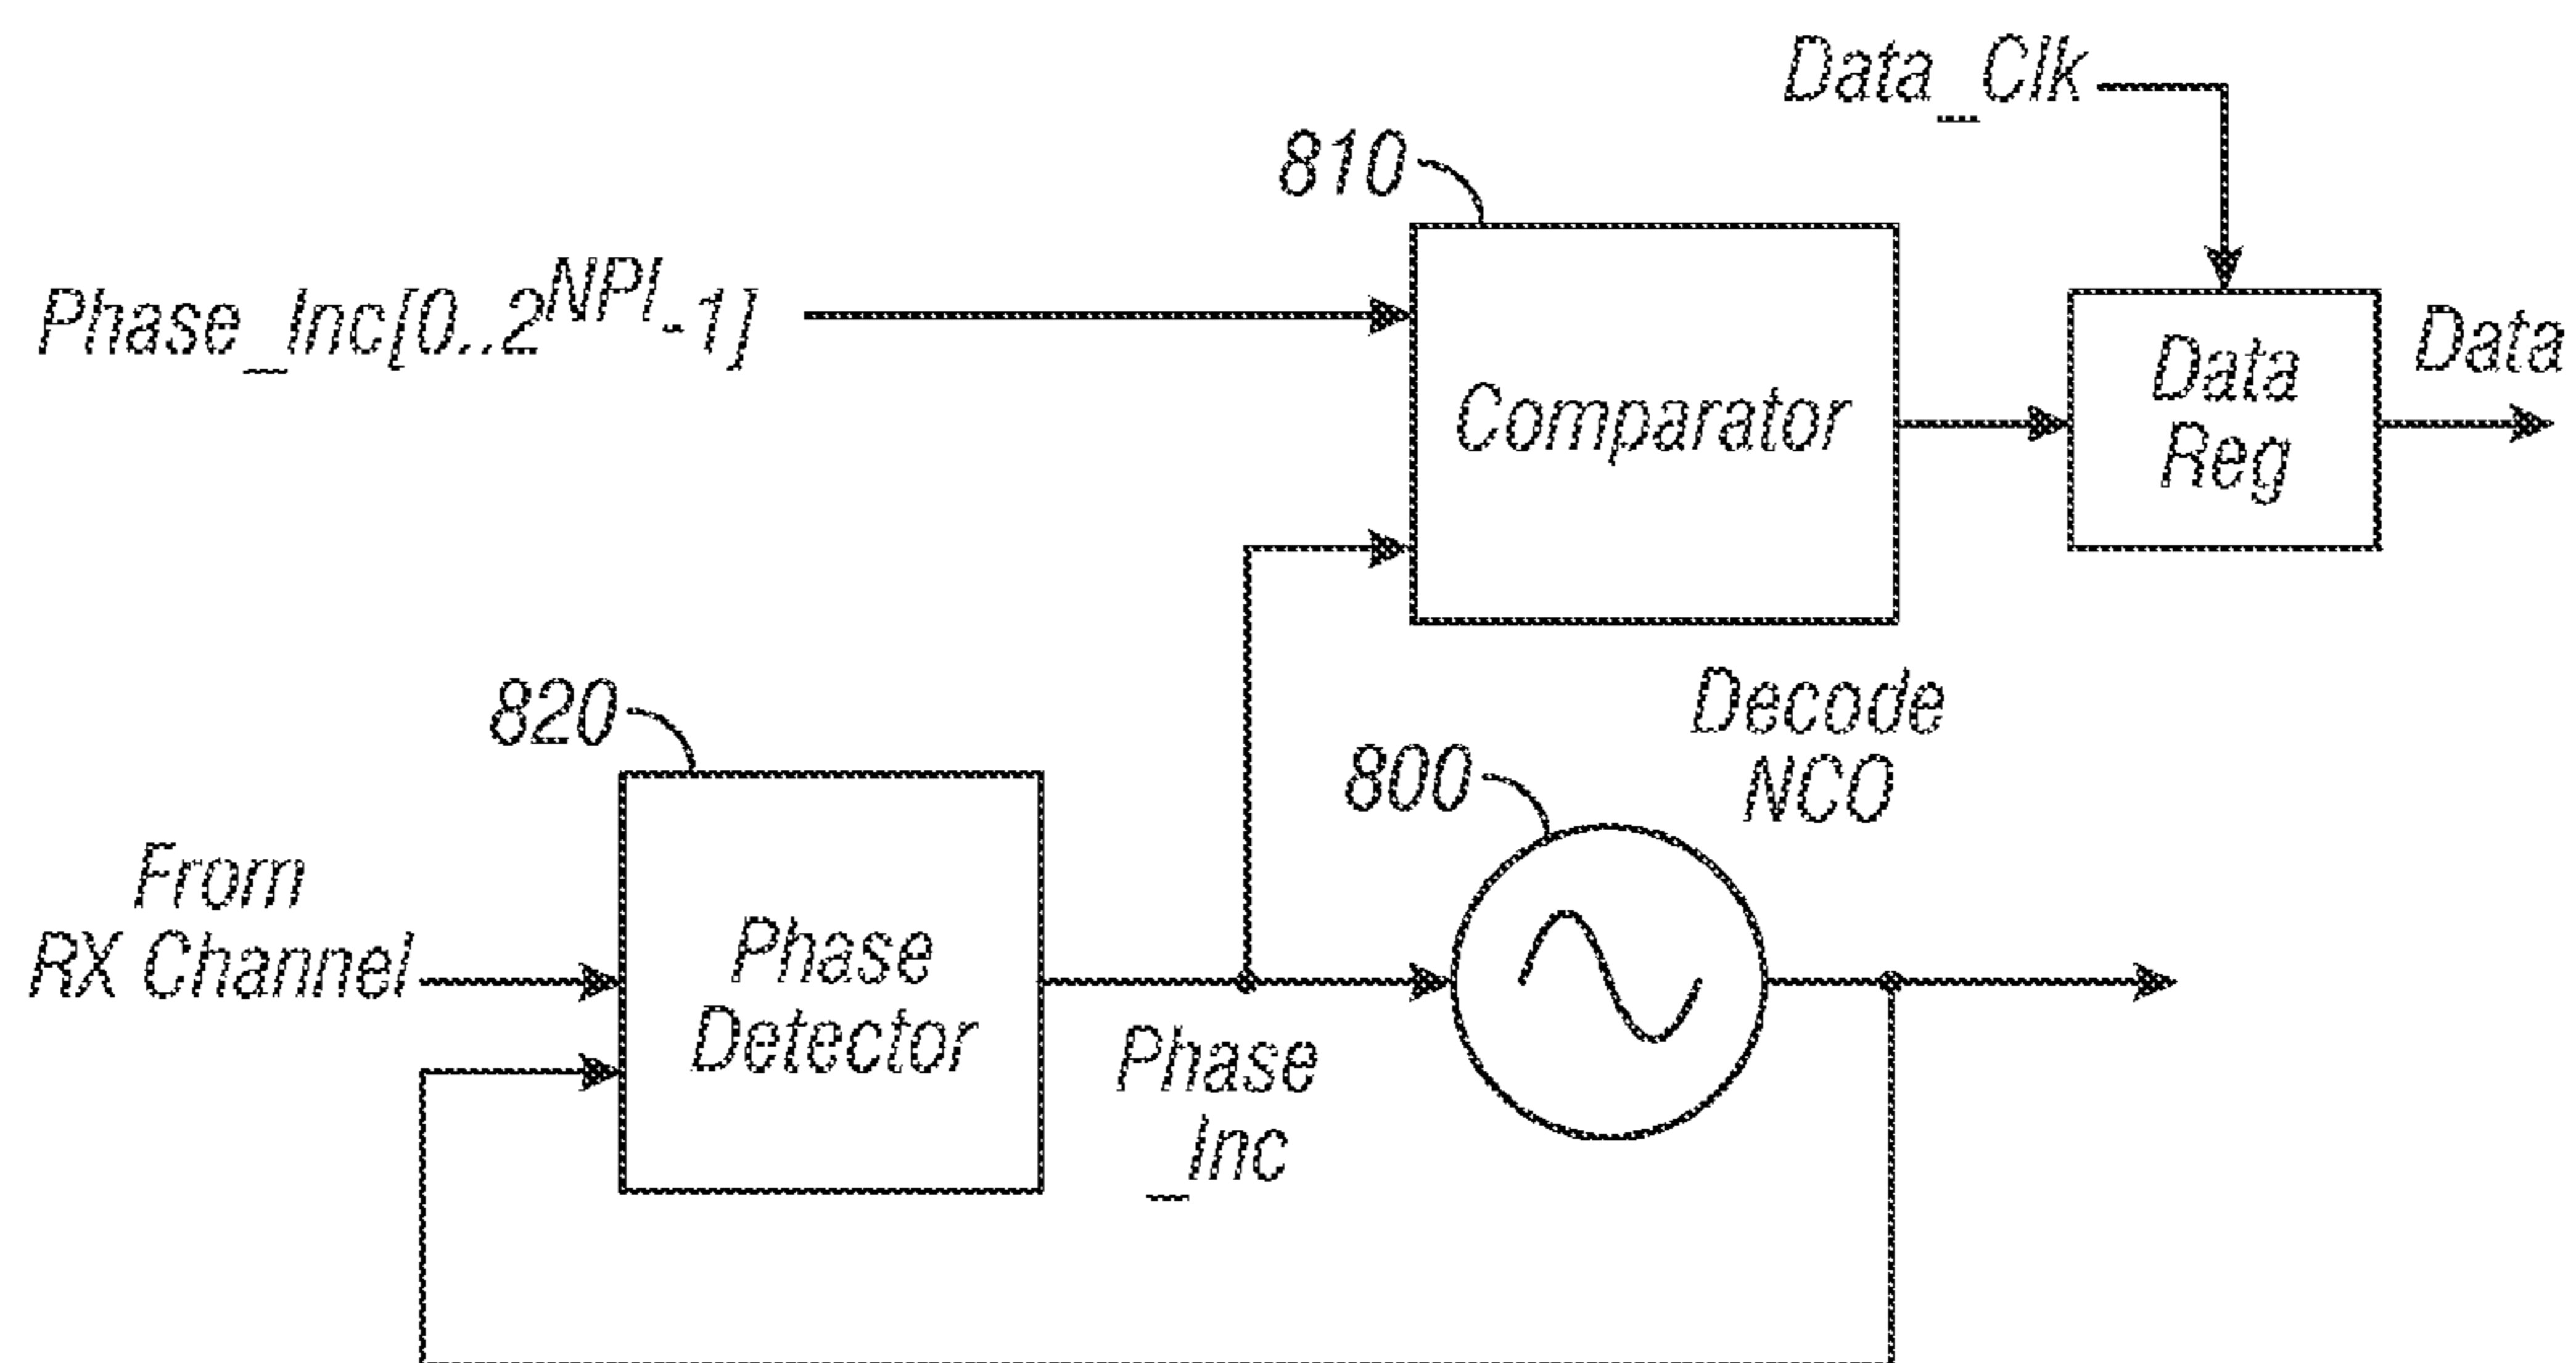 Data_Clk
810
Phase_Inc[0..2^NPI-1]
Comparator
Data
Reg
Data
820
Decode
NCO
800
From
RX Channel
Phase
Detector
Phase
_Inc